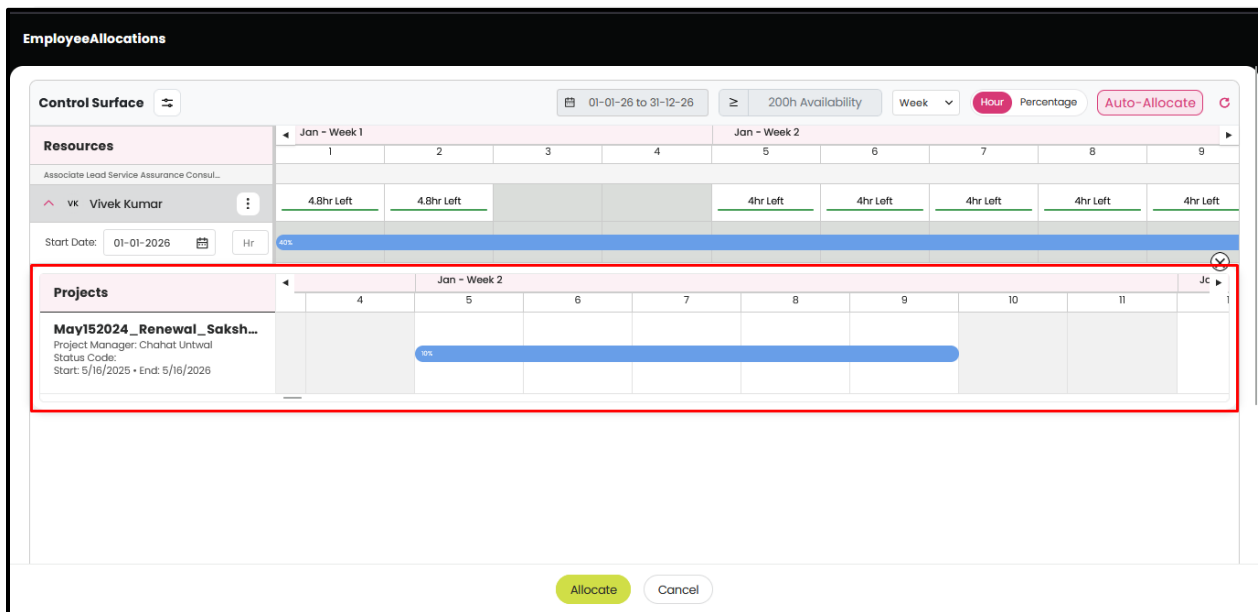 EmployeeAllocations
Control Surface
01-01-26 to 31-12-26
≥ 200h Availability
Week
Hour Percentage
Auto-Allocate
Resources
Jan - Week 1
Jan - Week 2
1 2 3 4 5 6 7 8 9
Associate Lead Service Assurance Consul...
VK Vivek Kumar
4.8hr Left 4.8hr Left 4hr Left 4hr Left 4hr Left 4hr Left 4hr Left
Start Date: 01-01-2026 Hr
40%
Projects
Jan - Week 2
4 5 6 7 8 9 10 11 1
May152024_Renewal_Saksh...
Project Manager: Chahat Untwal
Status Code:
Start: 5/16/2025 • End: 5/16/2026
10%
Allocate Cancel